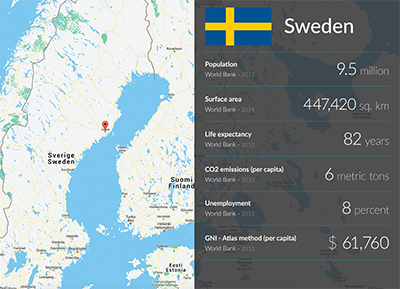 Sverige
Sweden
Suomi
Finland
Eesti
Estonia
Sweden
Population
World Bank - 2013
9.5 million
Surface area
World Bank - 2014
447,420 sq. km
Life expectancy
World Bank - 2012
82 years
CO2 emissions (per capita)
World Bank - 2010
6 metric tons
Unemployment
World Bank - 2013
8 percent
GNI - Atlas method (per capita)
World Bank - 2013
$ 61,760